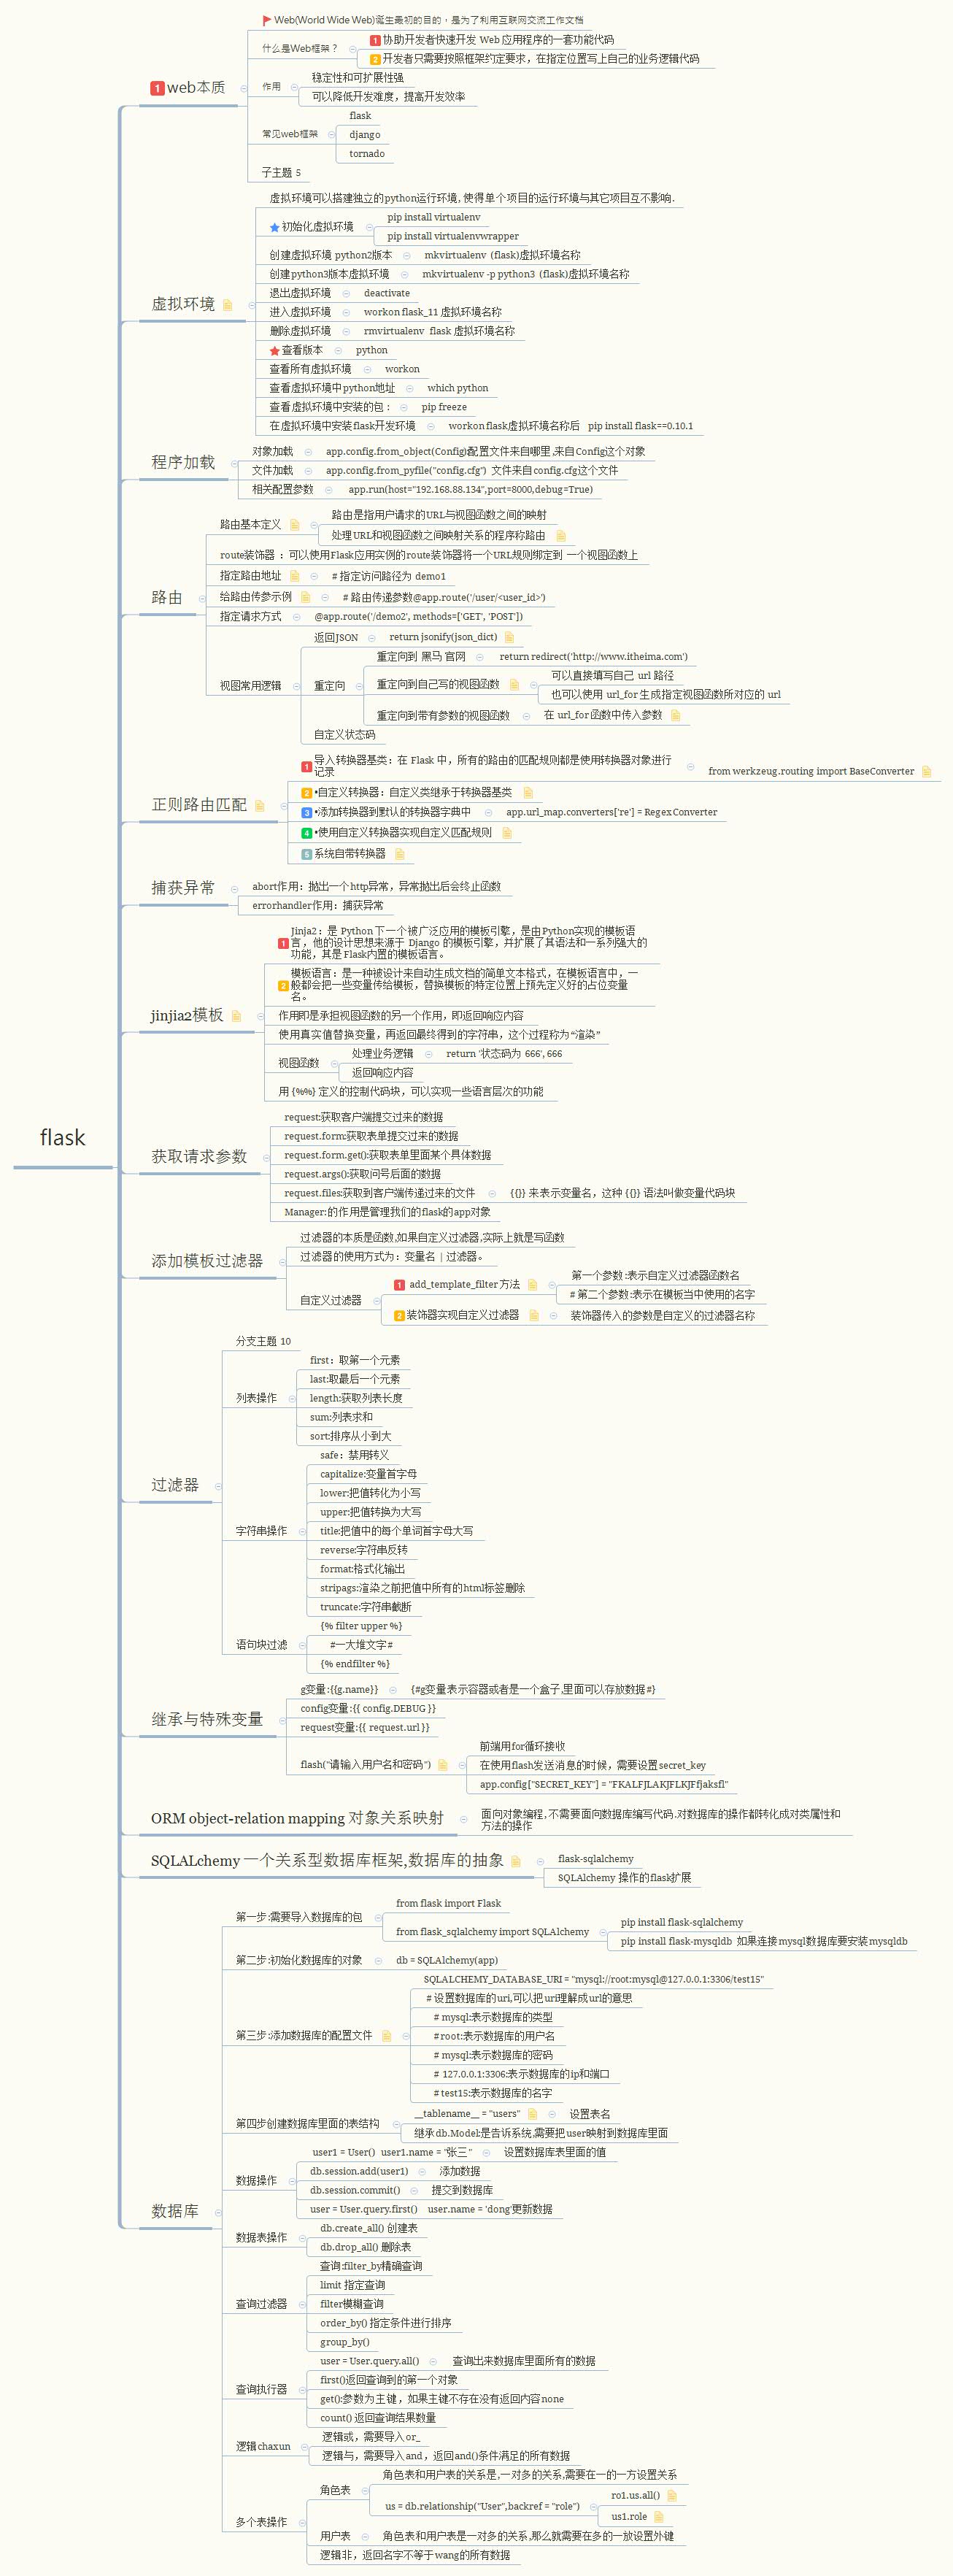 flask
1 web本质
Web(World Wide Web)诞生最初的目的，是为了利用互联网交流工作文档
什么是Web框架？
1 协助开发者快速开发 Web 应用程序的一套功能代码
2 开发者只需要按照框架约定要求，在指定位置写上自己的业务逻辑代码
作用
稳定性和可扩展性强
可以降低开发难度，提高开发效率
常见web框架
flask
django
tornado
子主题 5
虚拟环境
虚拟环境可以搭建独立的python运行环境, 使得单个项目的运行环境与其它项目互不影响.
初始化虚拟环境
pip install virtualenv
pip install virtualenvwrapper
创建虚拟环境 python2版本
mkvirtualenv (flask)虚拟环境名称
创建python3版本虚拟环境
mkvirtualenv -p python3 (flask)虚拟环境名称
退出虚拟环境
deactivate
进入虚拟环境
workon flask_11 虚拟环境名称
删除虚拟环境
rmvirtualenv flask 虚拟环境名称
查看版本
python
查看所有虚拟环境
workon
查看虚拟环境中python地址
which python
查看虚拟环境中安装的包：
pip freeze
在虚拟环境中安装flask开发环境
workon flask虚拟环境名称后 pip install flask==0.10.1
程序加载
对象加载
app.config.from_object(Config)配置文件来自哪里,来自Config这个对象
文件加载
app.config.from_pyfile("config.cfg") 文件来自config.cfg这个文件
相关配置参数
app.run(host="192.168.88.134",port=8000,debug=True)
路由
路由基本定义
路由是指用户请求的URL与视图函数之间的映射
处理URL和视图函数之间映射关系的程序称路由
route装饰器 ：可以使用Flask应用实例的route装饰器将一个URL规则绑定到 一个视图函数上
指定路由地址
# 指定访问路径为 demo1
给路由传参示例
# 路由传递参数@app.route('/user/<user_id>')
指定请求方式
@app.route('/demo2', methods=['GET', 'POST'])
视图常用逻辑
返回JSON
return jsonify(json_dict)
重定向
重定向到 黑马 官网
return redirect('http://www.itheima.com')
重定向到自己写的视图函数
可以直接填写自己 url 路径
也可以使用 url_for 生成指定视图函数所对应的 url
重定向到带有参数的视图函数
在 url_for 函数中传入参数
自定义状态码
正则路由匹配
1 导入转换器基类：在 Flask 中，所有的路由的匹配规则都是使用转换器对象进行
记录
from werkzeug.routing import BaseConverter
2 •自定义转换器：自定义类继承于转换器基类
3 •添加转换器到默认的转换器字典中
app.url_map.converters['re'] = RegexConverter
4 •使用自定义转换器实现自定义匹配规则
5 系统自带转换器
捕获异常
abort作用：抛出一个http异常，异常抛出后会终止函数
errorhandler作用：捕获异常
jinjia2模板
1 Jinja2：是 Python 下一个被广泛应用的模板引擎，是由Python实现的模板语
言，他的设计思想来源于 Django 的模板引擎，并扩展了其语法和一系列强大的
功能，其是Flask内置的模板语言。
2 模板语言：是一种被设计来自动生成文档的简单文本格式，在模板语言中，一
般都会把一些变量传给模板，替换模板的特定位置上预先定义好的占位变量
名。
作用即是承担视图函数的另一个作用，即返回响应内容
使用真实值替换变量，再返回最终得到的字符串，这个过程称为“渲染”
视图函数
处理业务逻辑
return '状态码为 666', 666
返回响应内容
用 {%%} 定义的控制代码块，可以实现一些语言层次的功能
获取请求参数
request:获取客户端提交过来的数据
request.form:获取表单提交过来的数据
request.form.get():获取表单里面某个具体数据
request.args():获取问号后面的数据
request.files:获取到客户端传递过来的文件
{{}} 来表示变量名，这种 {{}} 语法叫做变量代码块
Manager:的作用是管理我们的flask的app对象
添加模板过滤器
过滤器的本质是函数,如果自定义过滤器,实际上就是写函数
过滤器的使用方式为：变量名 | 过滤器。
自定义过滤器
1 add_template_filter 方法
第一个参数 :表示自定义过滤器函数名
# 第二个参数:表示在模板当中使用的名字
2 装饰器实现自定义过滤器
装饰器传入的参数是自定义的过滤器名称
过滤器
分支主题 10
列表操作
first：取第一个元素
last:取最后一个元素
length:获取列表长度
sum:列表求和
sort:排序从小到大
字符串操作
safe：禁用转义
capitalize:变量首字母
lower:把值转化为小写
upper:把值转换为大写
title:把值中的每个单词首字母大写
reverse:字符串反转
format:格式化输出
stripags:渲染之前把值中所有的html标签删除
truncate:字符串截断
语句块过滤
{% filter upper %}
#一大堆文字#
{% endfilter %}
继承与特殊变量
g变量:{{g.name}}
{#g变量表示容器或者是一个盒子,里面可以存放数据#}
config变量:{{ config.DEBUG }}
request变量:{{ request.url }}
flash("请输入用户名和密码")
前端用for循环接收
在使用flash发送消息的时候，需要设置secret_key
app.config["SECRET_KEY"] = "FKALFJLAKJFLKJFfjaksfl"
ORM object-relation mapping 对象关系映射
面向对象编程, 不需要面向数据库编写代码.对数据库的操作都转化成对类属性和
方法的操作
SQLALchemy 一个关系型数据库框架,数据库的抽象
flask-sqlalchemy
SQLAlchemy 操作的flask扩展
数据库
第一步:需要导入数据库的包
from flask import Flask
from flask_sqlalchemy import SQLAlchemy
pip install flask-sqlalchemy
pip install flask-mysqldb 如果连接mysql数据库要安装mysqldb
第二步:初始化数据库的对象
db = SQLAlchemy(app)
第三步:添加数据库的配置文件
SQLALCHEMY_DATABASE_URI = "mysql://root:mysql@127.0.0.1:3306/test15"
# 设置数据库的uri,可以把uri理解成url的意思
# mysql:表示数据库的类型
# root:表示数据库的用户名
# mysql:表示数据库的密码
# 127.0.0.1:3306:表示数据库的ip和端口
# test15:表示数据库的名字
第四步创建数据库里面的表结构
__tablename__ = "users"
设置表名
继承db.Model:是告诉系统,需要把user映射到数据库里面
数据操作
user1 = User() user1.name = "张三"
设置数据库表里面的值
db.session.add(user1)
添加数据
db.session.commit()
提交到数据库
user = User.query.first() user.name = 'dong'更新数据
数据表操作
db.create_all() 创建表
db.drop_all() 删除表
查询过滤器
查询:filter_by精确查询
limit 指定查询
filter模糊查询
order_by() 指定条件进行排序
group_by()
查询执行器
user = User.query.all()
查询出来数据库里面所有的数据
first()返回查询到的第一个对象
get():参数为主键，如果主键不存在没有返回内容none
count() 返回查询结果数量
逻辑chaxun
逻辑或，需要导入or_
逻辑与，需要导入and，返回and()条件满足的所有数据
多个表操作
角色表
角色表和用户表的关系是,一对多的关系,需要在一的一方设置关系
us = db.relationship("User",backref = "role")
ro1.us.all()
us1.role
用户表
角色表和用户表是一对多的关系,那么就需要在多的一放设置外键
逻辑非，返回名字不等于wang的所有数据